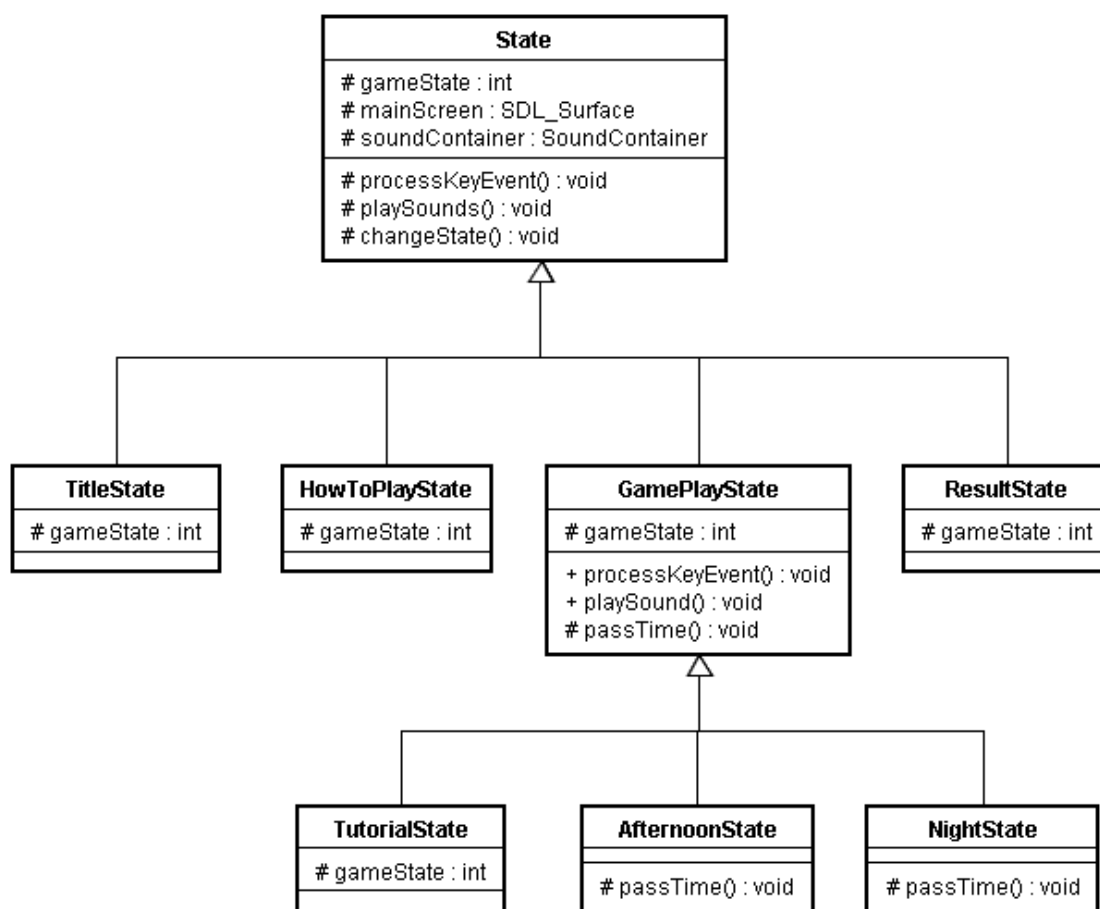 State
# gameState : int
# mainScreen : SDL_Surface
# soundContainer : SoundContainer
# processKeyEvent() : void
# playSounds() : void
# changeState() : void
TitleState
# gameState : int
HowToPlayState
# gameState : int
GamePlayState
# gameState : int
+ processKeyEvent() : void
+ playSound() : void
# passTime() : void
ResultState
# gameState : int
TutorialState
# gameState : int
AfternoonState
# passTime() : void
NightState
# passTime() : void